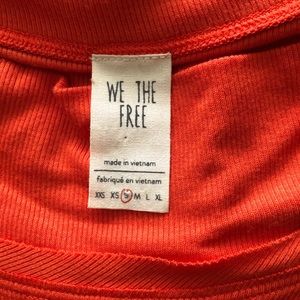 WE THE
FREE
made in vietnam
fabriqué en vietnam
XXS XS S M L XL